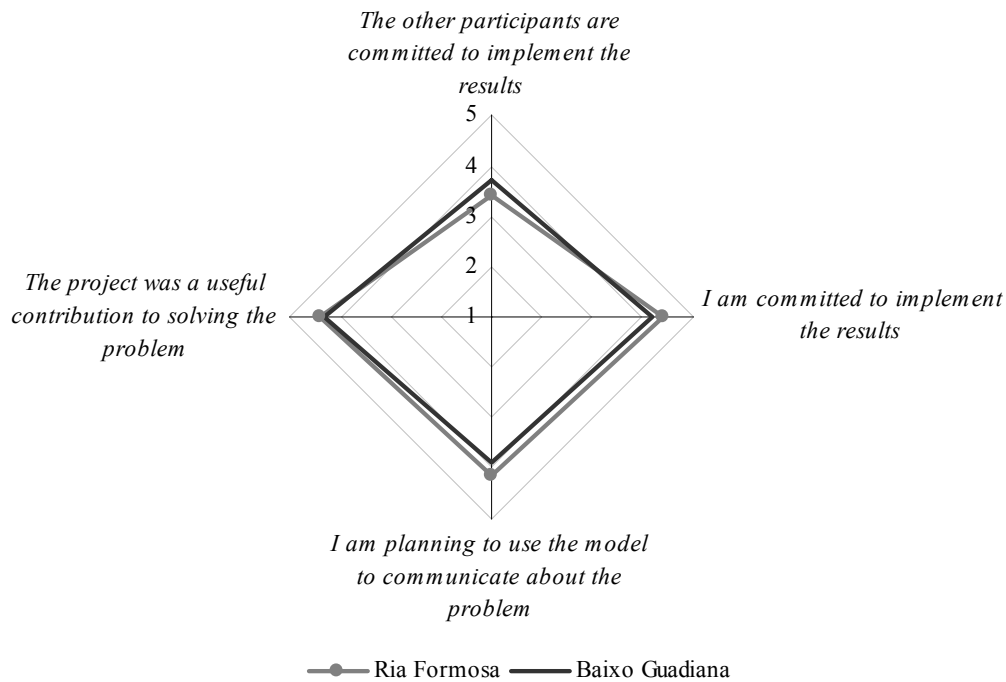 The other participants are
committed to implement the
results
5
4
3
2
1
The project was a useful
contribution to solving the
problem
I am committed to implement
the results
I am planning to use the model
to communicate about the
problem
Ria Formosa
Baixo Guadiana